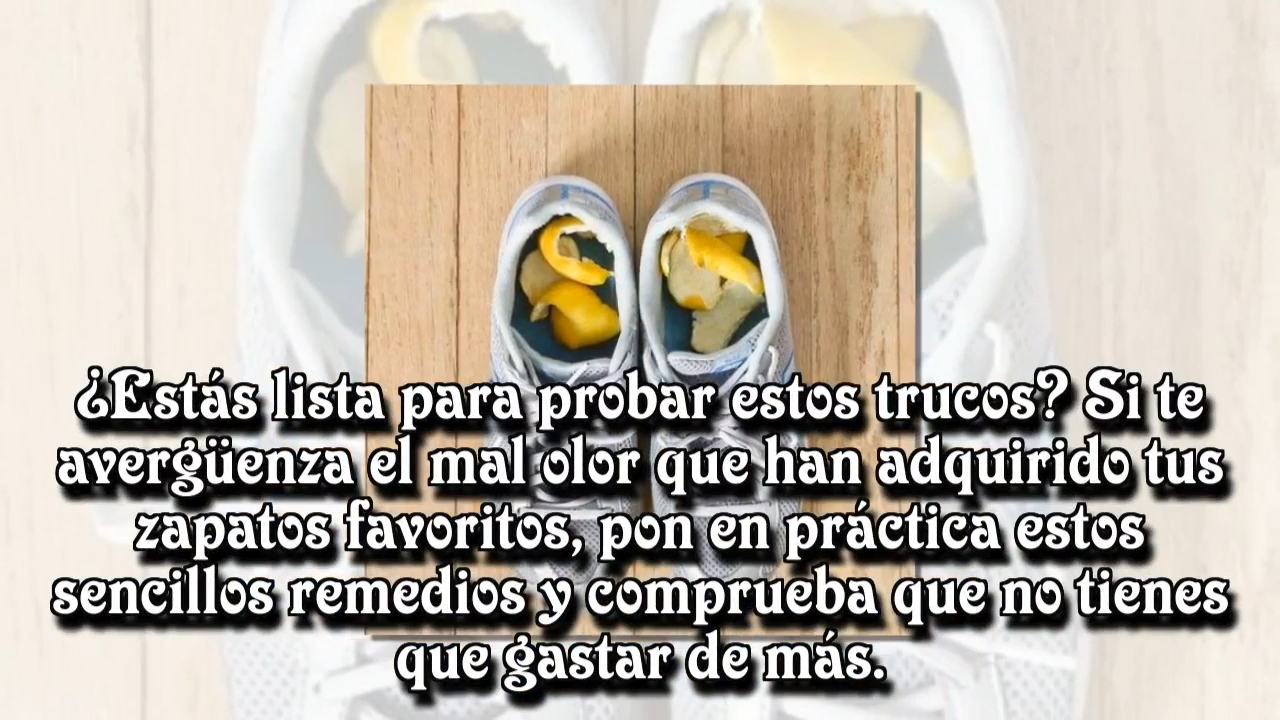 ¿Estás lista para probar estos trucos? Si te
avergüenza el mal olor que han adquirido tus
zapatos favoritos, pon en práctica estos
sencillos remedios y comprueba que no tienes
que gastar de más.